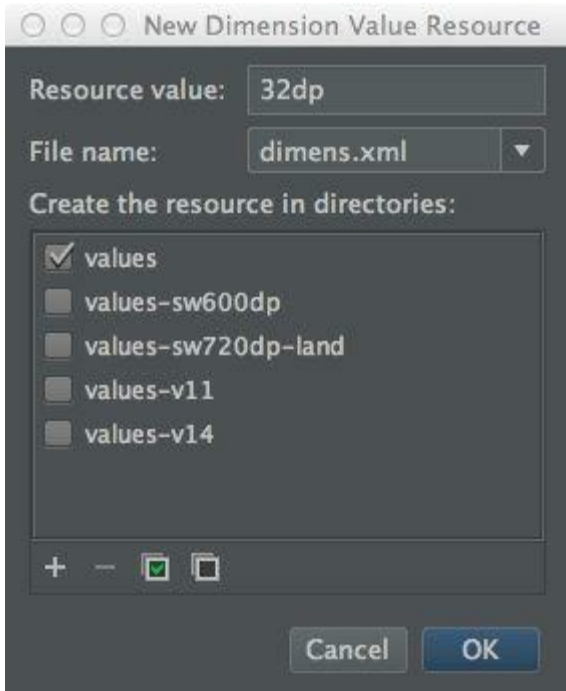 New Dimension Value Resource
Resource value: 32dp
File name: dimens.xml
Create the resource in directories:
values
values-sw600dp
values-sw720dp-land
values-v11
values-v14
Cancel OK